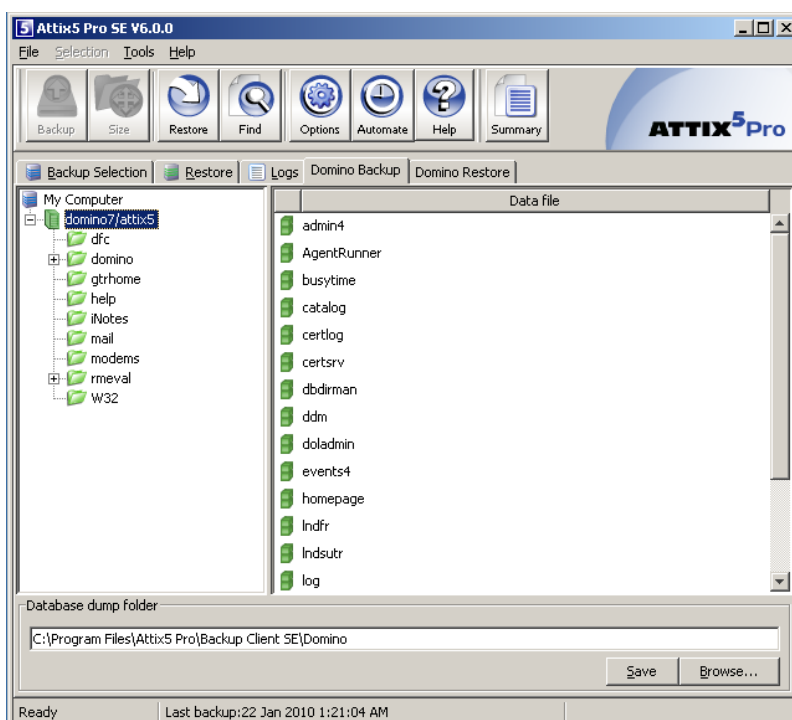 5 Attix5 Pro SE V6.0.0
File Selection Tools Help
Backup Size Restore Find Options Automate Help Summary
ATTIX5Pro
Backup Selection Restore Logs Domino Backup Domino Restore
My Computer
domino7/attix5
dfc
domino
gtrhome
help
iNotes
mail
modems
rmeval
W32
Data file
admin4
AgentRunner
busytime
catalog
certlog
certsrv
dbdirman
ddm
doladmin
events4
homepage
lndfr
lndsutr
log
Database dump folder
C:\Program Files\Attix5 Pro\Backup Client SE\Domino
Save Browse...
Ready Last backup:22 Jan 2010 1:21:04 AM